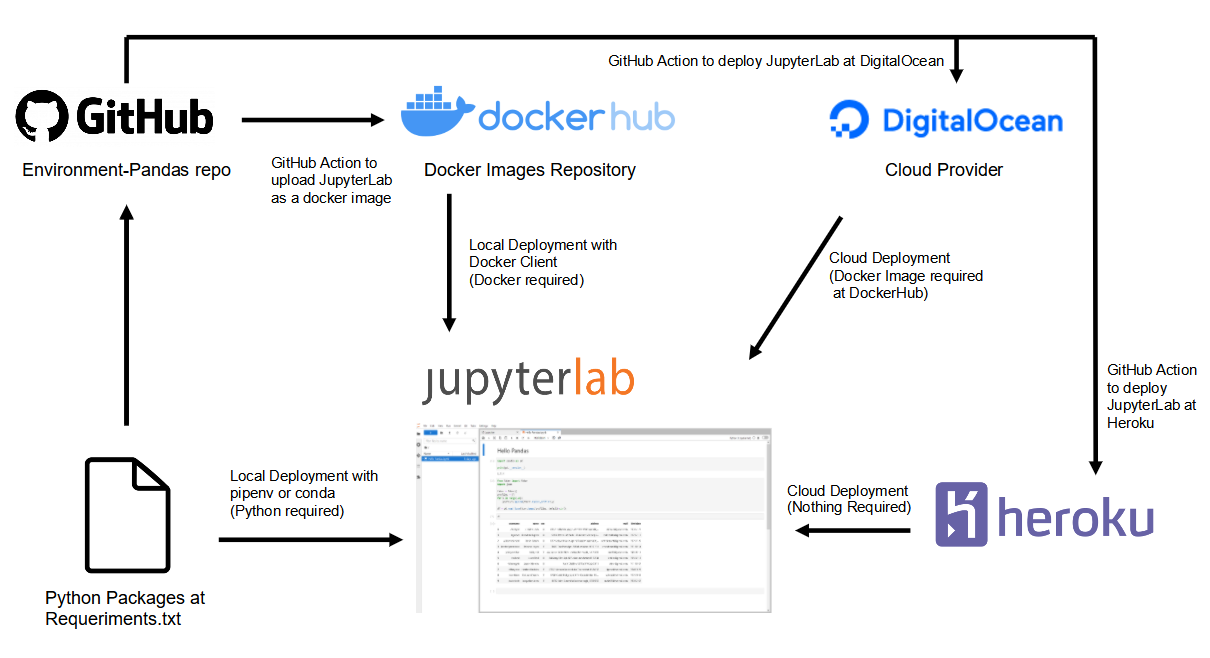 GitHub Action to deploy JupyterLab at DigitalOcean
GitHub
docker hub
DigitalOcean
Environment-Pandas repo
GitHub Action to
upload JupyterLab
as a docker image
Docker Images Repository
Cloud Provider
Local Deployment with
Docker Client
(Docker required)
Cloud Deployment
(Docker Image required
at DockerHub)
jupyterlab
GitHub Action
to deploy
JupyterLab at
Heroku
Hello Pandas
Local Deployment with
pipenv or conda
(Python required)
Cloud Deployment
(Nothing Required)
heroku
Python Packages at
Requeriments.txt